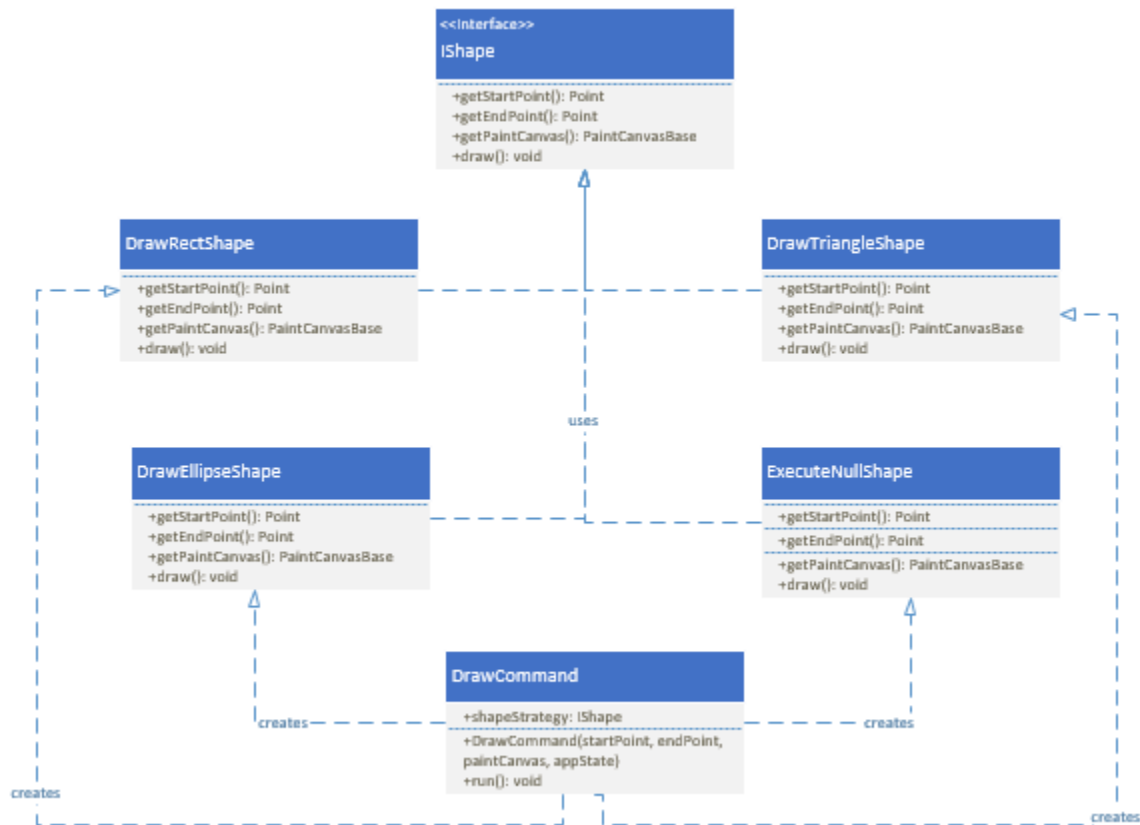 <<Interface>>
IShape
+getStartPoint(): Point
+getEndPoint(): Point
+getPaintCanvas(): PaintCanvasBase
+draw(): void
DrawRectShape
+getStartPoint(): Point
+getEndPoint(): Point
+getPaintCanvas(): PaintCanvasBase
+draw(): void
DrawTriangleShape
+getStartPoint(): Point
+getEndPoint(): Point
+getPaintCanvas(): PaintCanvasBase
+draw(): void
uses
DrawEllipseShape
+getStartPoint(): Point
+getEndPoint(): Point
+getPaintCanvas(): PaintCanvasBase
+draw(): void
ExecuteNullShape
+getStartPoint(): Point
+getEndPoint(): Point
+getPaintCanvas(): PaintCanvasBase
+draw(): void
DrawCommand
+shapeStrategy: IShape
+DrawCommand(startPoint, endPoint,
paintCanvas, appState)
+run(): void
creates
creates
creates
creates